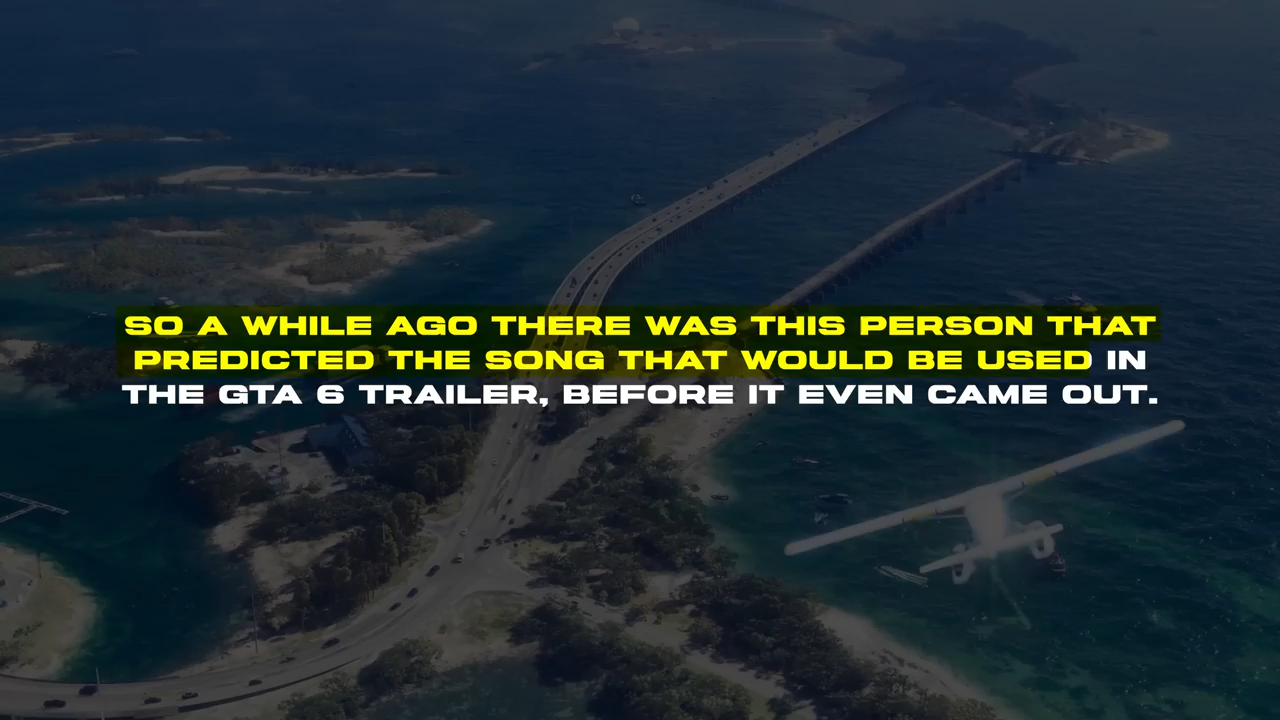 SO A WHILE AGO THERE WAS THIS PERSON THAT
PREDICTED THE SONG THAT WOULD BE USED IN
THE GTA 6 TRAILER, BEFORE IT EVEN CAME OUT.